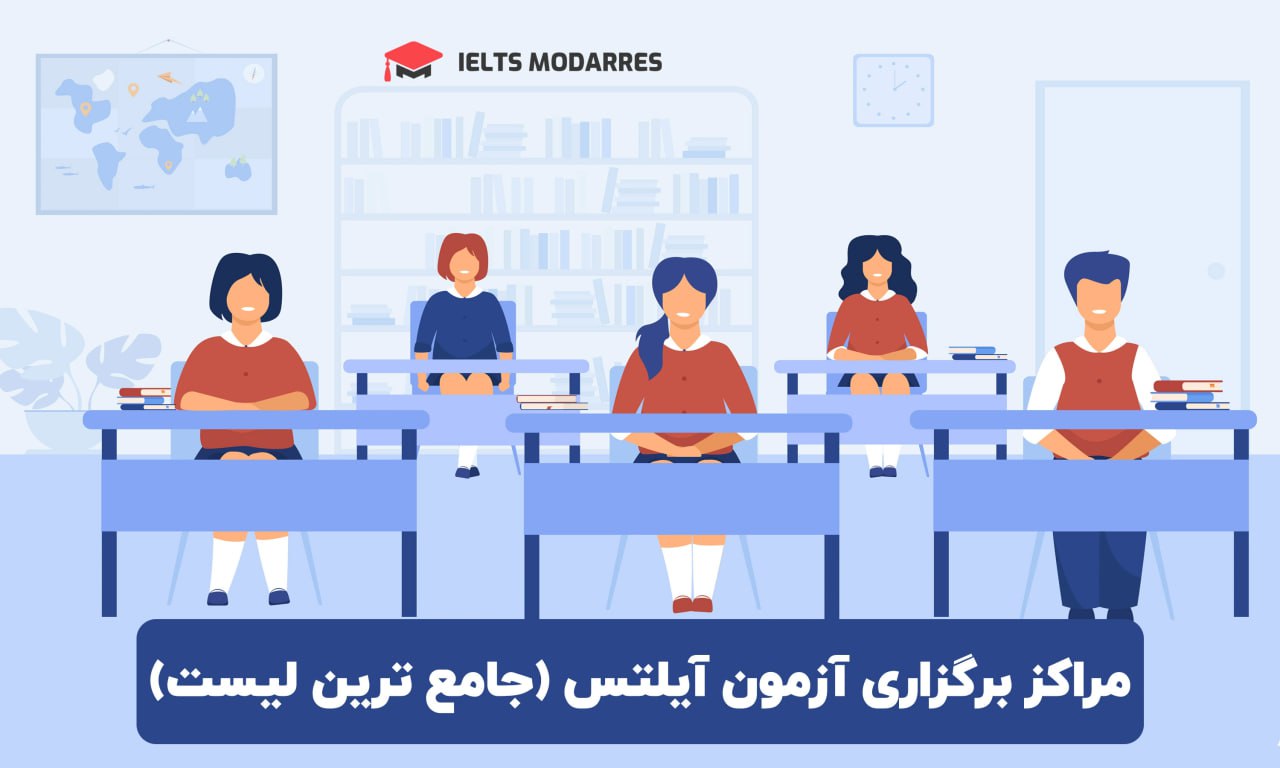 IELTS MODARRES
مراکز برگزاری آزمون آیلتس (جامع ترین لیست)